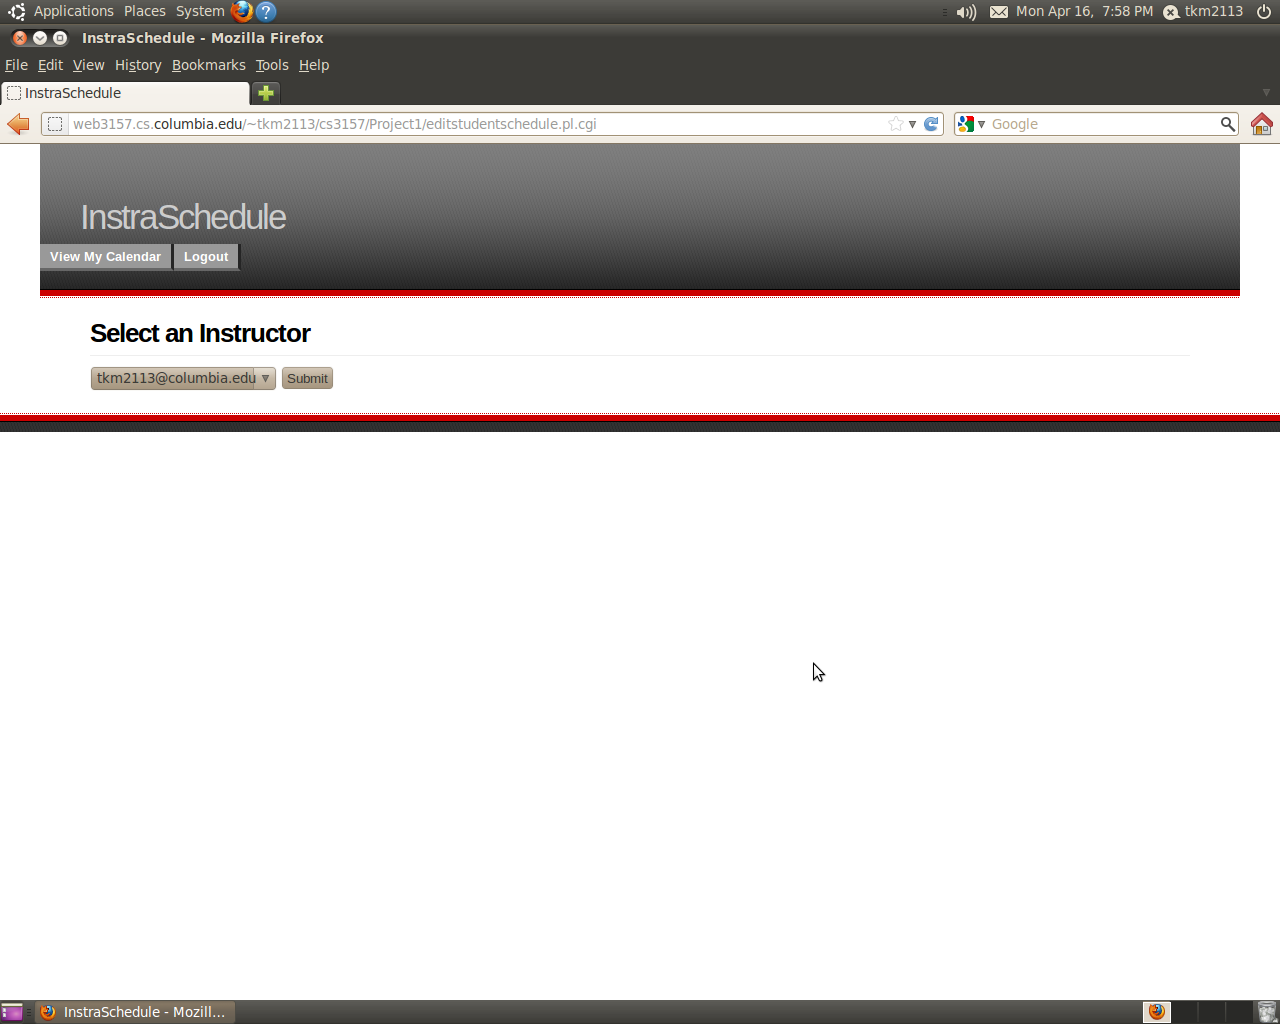 Applications Places System
Mon Apr 16, 7:58 PM tkm2113
InstraSchedule - Mozilla Firefox
File Edit View History Bookmarks Tools Help
InstraSchedule
web3157.cs.columbia.edu/~tkm2113/cs3157/Project1/editstudentschedule.pl.cgi
Google
InstraSchedule
View My Calendar Logout
Select an Instructor
tkm2113@columbia.edu Submit
InstraSchedule - Mozill...